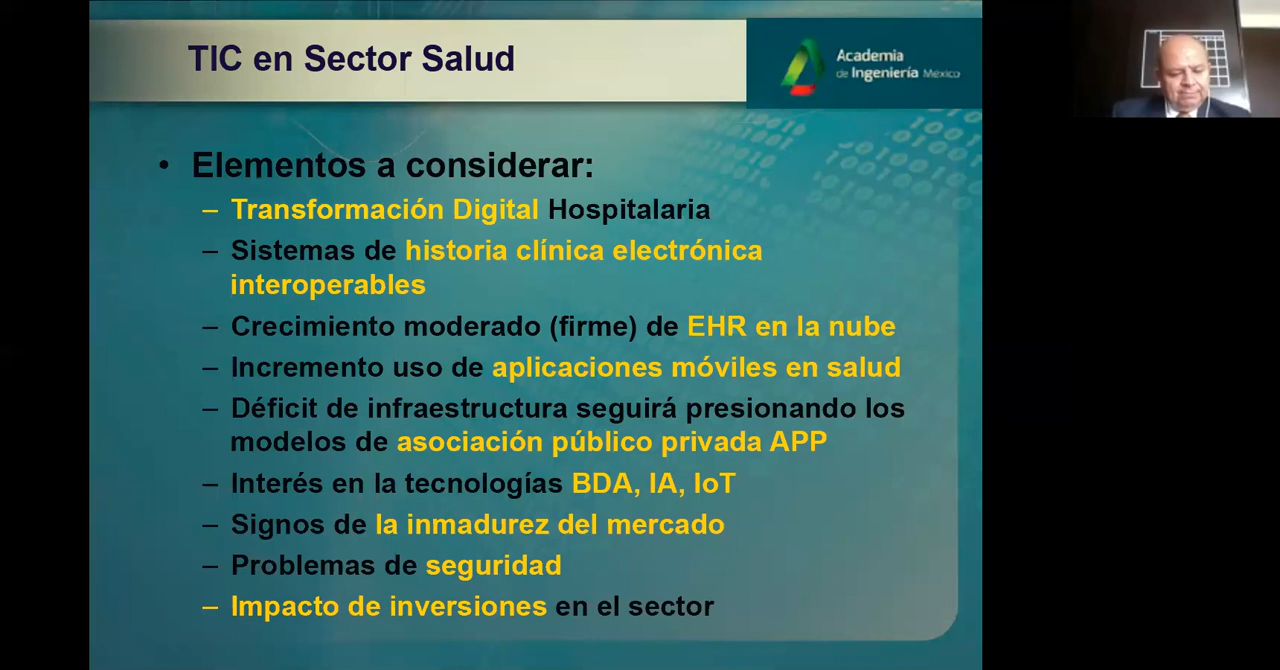 TIC en Sector Salud
Academia
de Ingeniería México
• Elementos a considerar:
– Transformación Digital Hospitalaria
– Sistemas de historia clínica electrónica
interoperables
– Crecimiento moderado (firme) de EHR en la nube
– Incremento uso de aplicaciones móviles en salud
– Déficit de infraestructura seguirá presionando los
modelos de asociación público privada APP
– Interés en la tecnologías BDA, IA, IoT
– Signos de la inmadurez del mercado
– Problemas de seguridad
– Impacto de inversiones en el sector